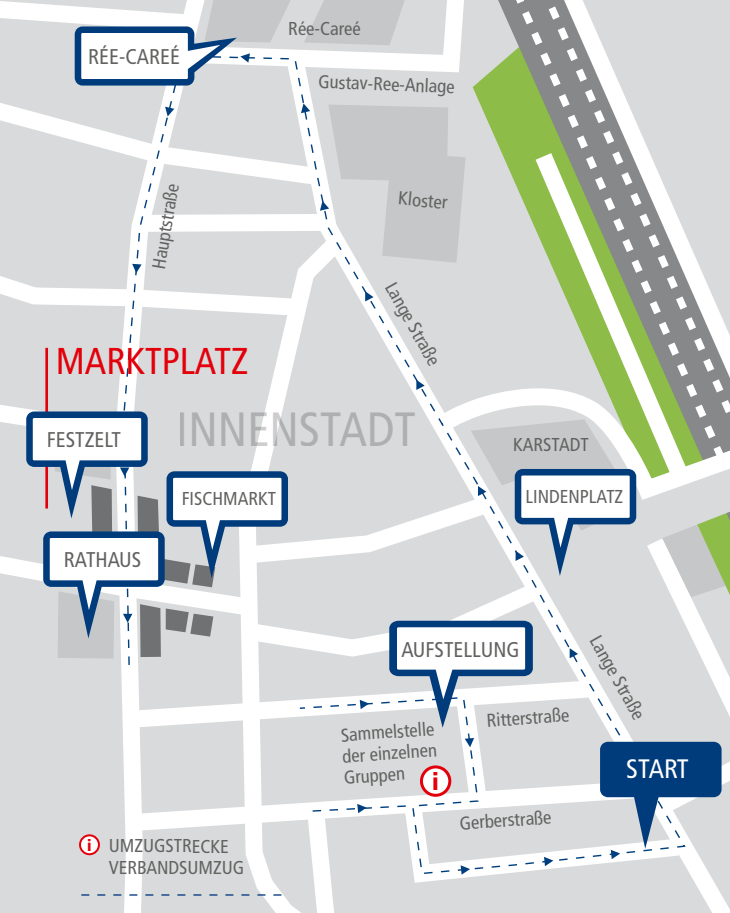 Rée-Careé
RÉE-CAREÉ
Gustav-Ree-Anlage
Kloster
Hauptstraße
Lange Straße
MARKTPLATZ
INNENSTADT
FESTZELT
KARSTADT
FISCHMARKT
LINDENPLATZ
RATHAUS
AUFSTELLUNG
Lange Straße
Ritterstraße
Sammelstelle
der einzelnen
Gruppen
i
START
Gerberstraße
i UMZUGSTRECKE
VERBANDSUMZUG